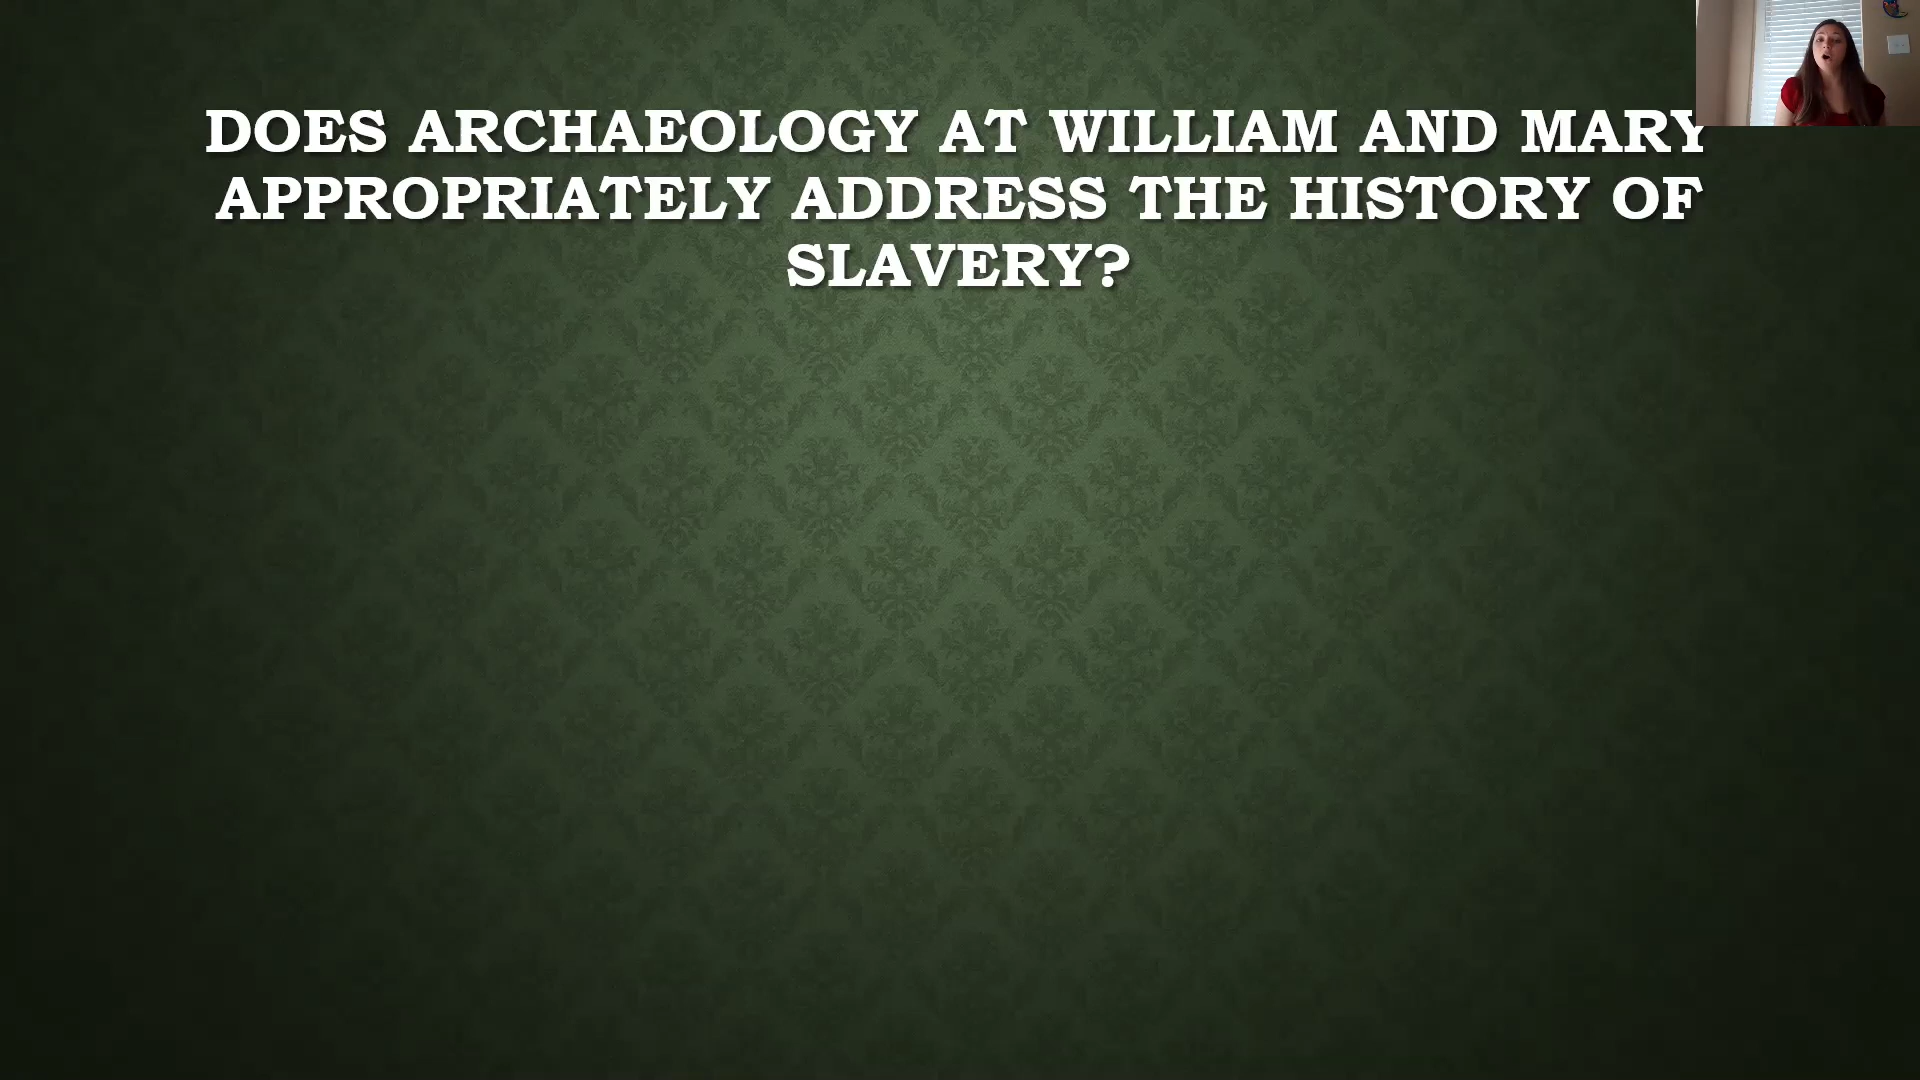 DOES ARCHAEOLOGY AT WILLIAM AND MARY
APPROPRIATELY ADDRESS THE HISTORY OF
SLAVERY?